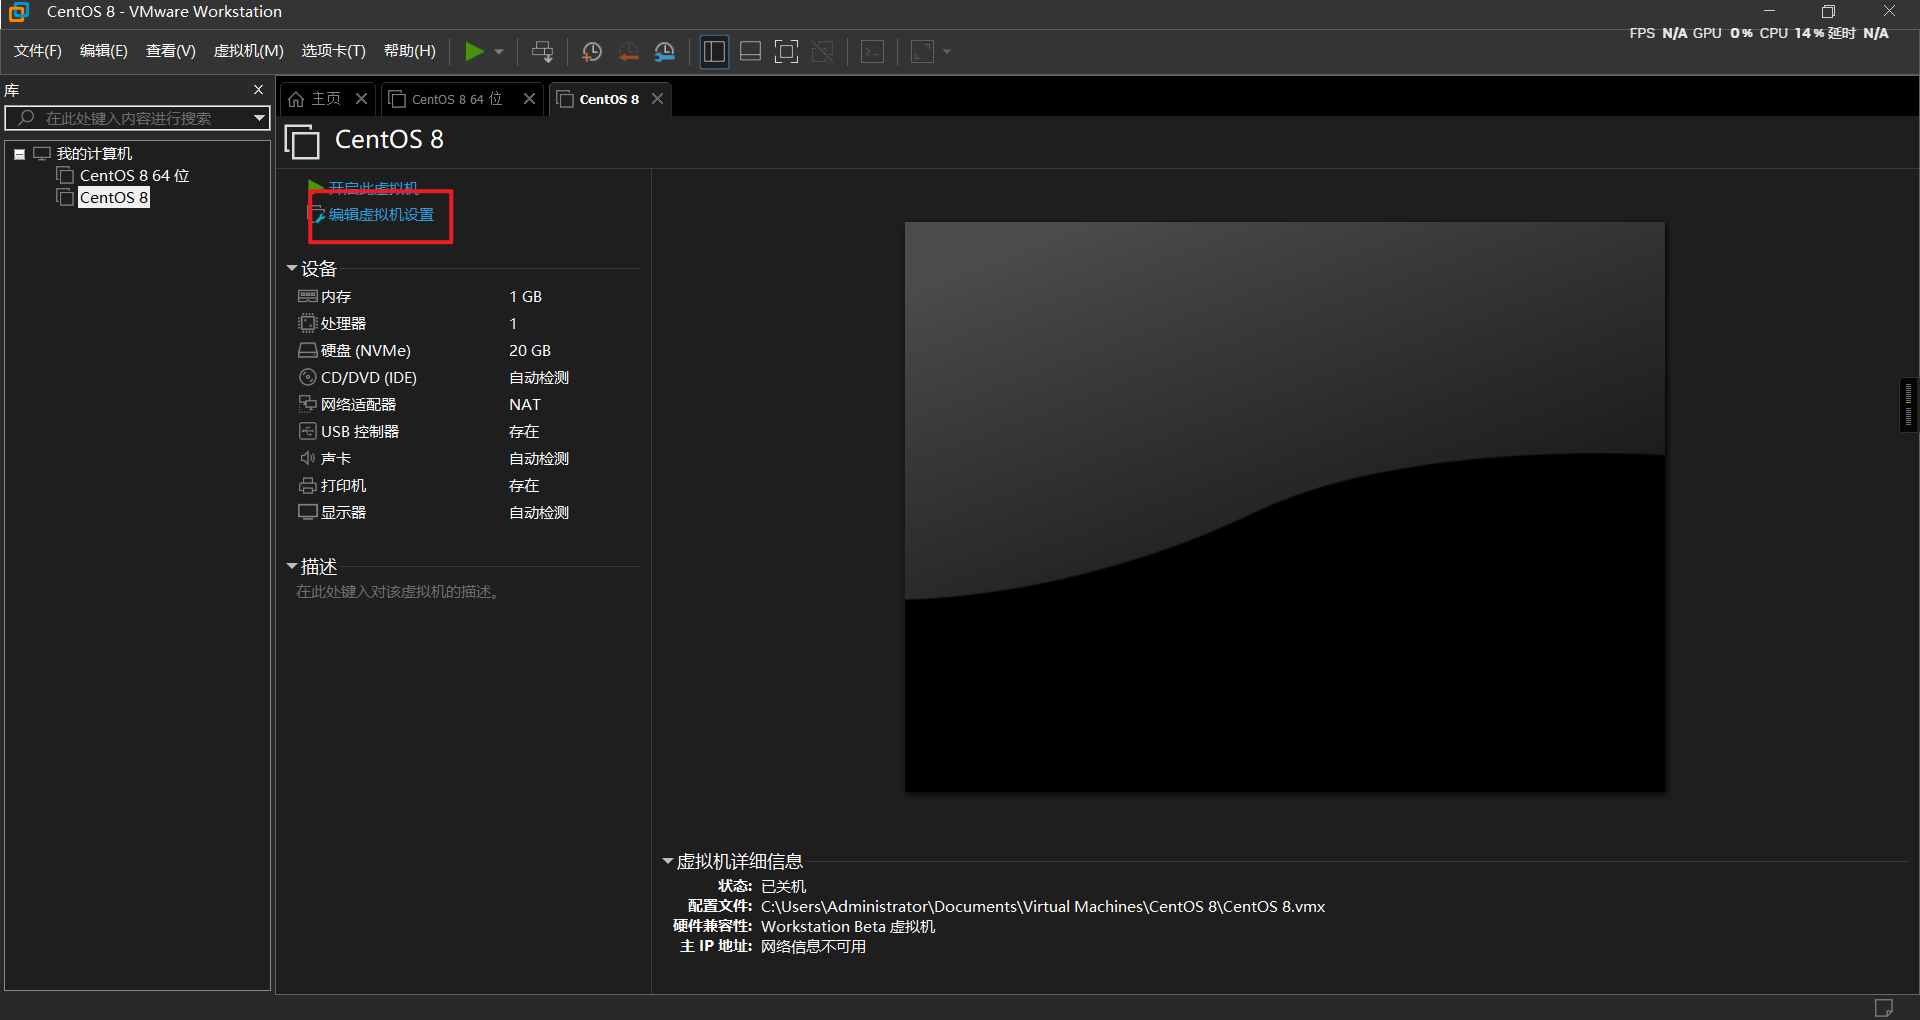 CentOS 8 - VMware Workstation
FPS N/A GPU 0% CPU 14% 延时 N/A
文件(F) 编辑(E) 查看(V) 虚拟机(M) 选项卡(T) 帮助(H)
库
在此处键入内容进行搜索
我的计算机
CentOS 8 64 位
CentOS 8
主页 CentOS 8 64 位 CentOS 8
CentOS 8
开启此虚拟机
编辑虚拟机设置
设备
内存 1 GB
处理器 1
硬盘 (NVMe) 20 GB
CD/DVD (IDE) 自动检测
网络适配器 NAT
USB 控制器 存在
声卡 自动检测
打印机 存在
显示器 自动检测
描述
在此处键入对该虚拟机的描述。
虚拟机详细信息
状态: 已关机
配置文件: C:\Users\Administrator\Documents\Virtual Machines\CentOS 8\CentOS 8.vmx
硬件兼容性: Workstation Beta 虚拟机
主 IP 地址: 网络信息不可用